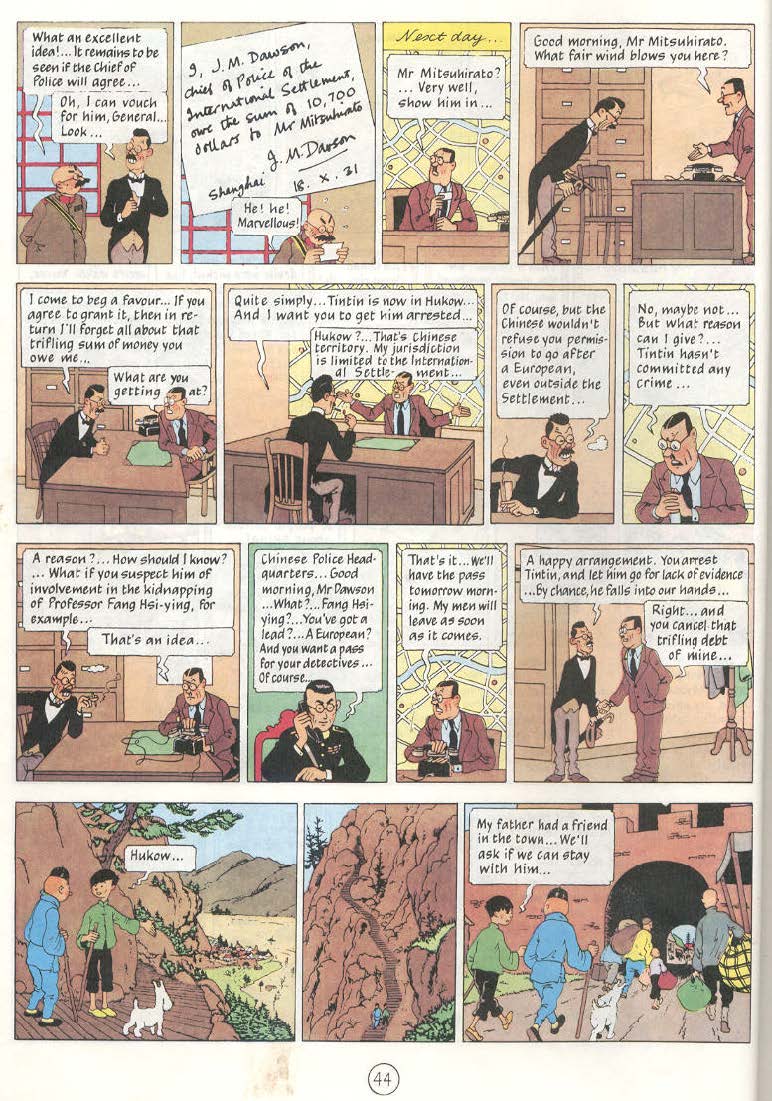 What an excellent
idea!... It remains to be
seen if the Chief of
Police will agree...
Oh, I can vouch
for him, General...
Look...
I, J.M. Dawson,
chief of Police of the
International Settlement,
owe the sum of 10,700
dollars to Mr Mitsuhirato
J.M.Dawson
Shanghai
18. X. 31
He! he!
Marvellous!
Next day...
Mr Mitsuhirato?
... Very well,
show him in...
Good morning, Mr Mitsuhirato.
What fair wind blows you here?
I come to beg a favour... If you
agree to grant it, then in re-
turn I'll forget all about that
trifling sum of money you
owe me...
What are you
getting at?
Quite simply... Tintin is now in Hukow...
And I want you to get him arrested...
Hukow?... That's Chinese
territory. My jurisdiction
is limited to the Internation-
al Settle-ment...
Of course, but the
Chinese wouldn't
refuse you permis-
sion to go after
a European,
even outside the
Settlement...
No, maybe not...
But what reason
can I give?...
Tintin hasn't
committed any
crime...
A reason?... How should I know?
... What if you suspect him of
involvement in the kidnapping
of Professor Fang Hsi-ying, for
example...
That's an idea...
Chinese Police Head-
quarters... Good
morning, Mr Dawson
...What?...Fang Hsi-
ying?...You've got a
lead?...A European?
And you want a pass
for your detectives...
Of course...
That's it... We'll
have the pass
tomorrow morn-
ing. My men will
leave as soon
as it comes.
A happy arrangement. You arrest
Tintin, and let him go for lack of evidence
...By chance, he falls into our hands...
Right... and
you cancel that
trifling debt
of mine...
Hukow...
My father had a friend
in the town... We'll
ask if we can stay
with him...
44